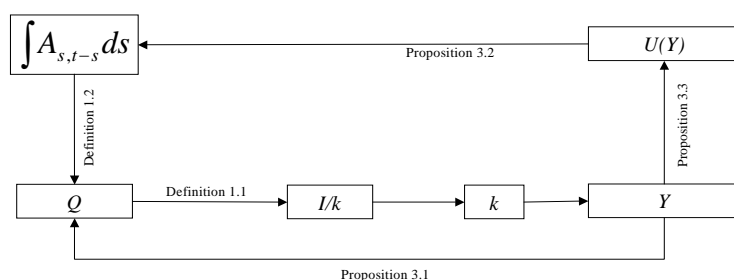 ∫A_{s,t-s}ds
U(Y)
Proposition 3.2
Definition 1.2
Proposition 3.3
Definition 1.1
Q
I/k
k
Y
Proposition 3.1